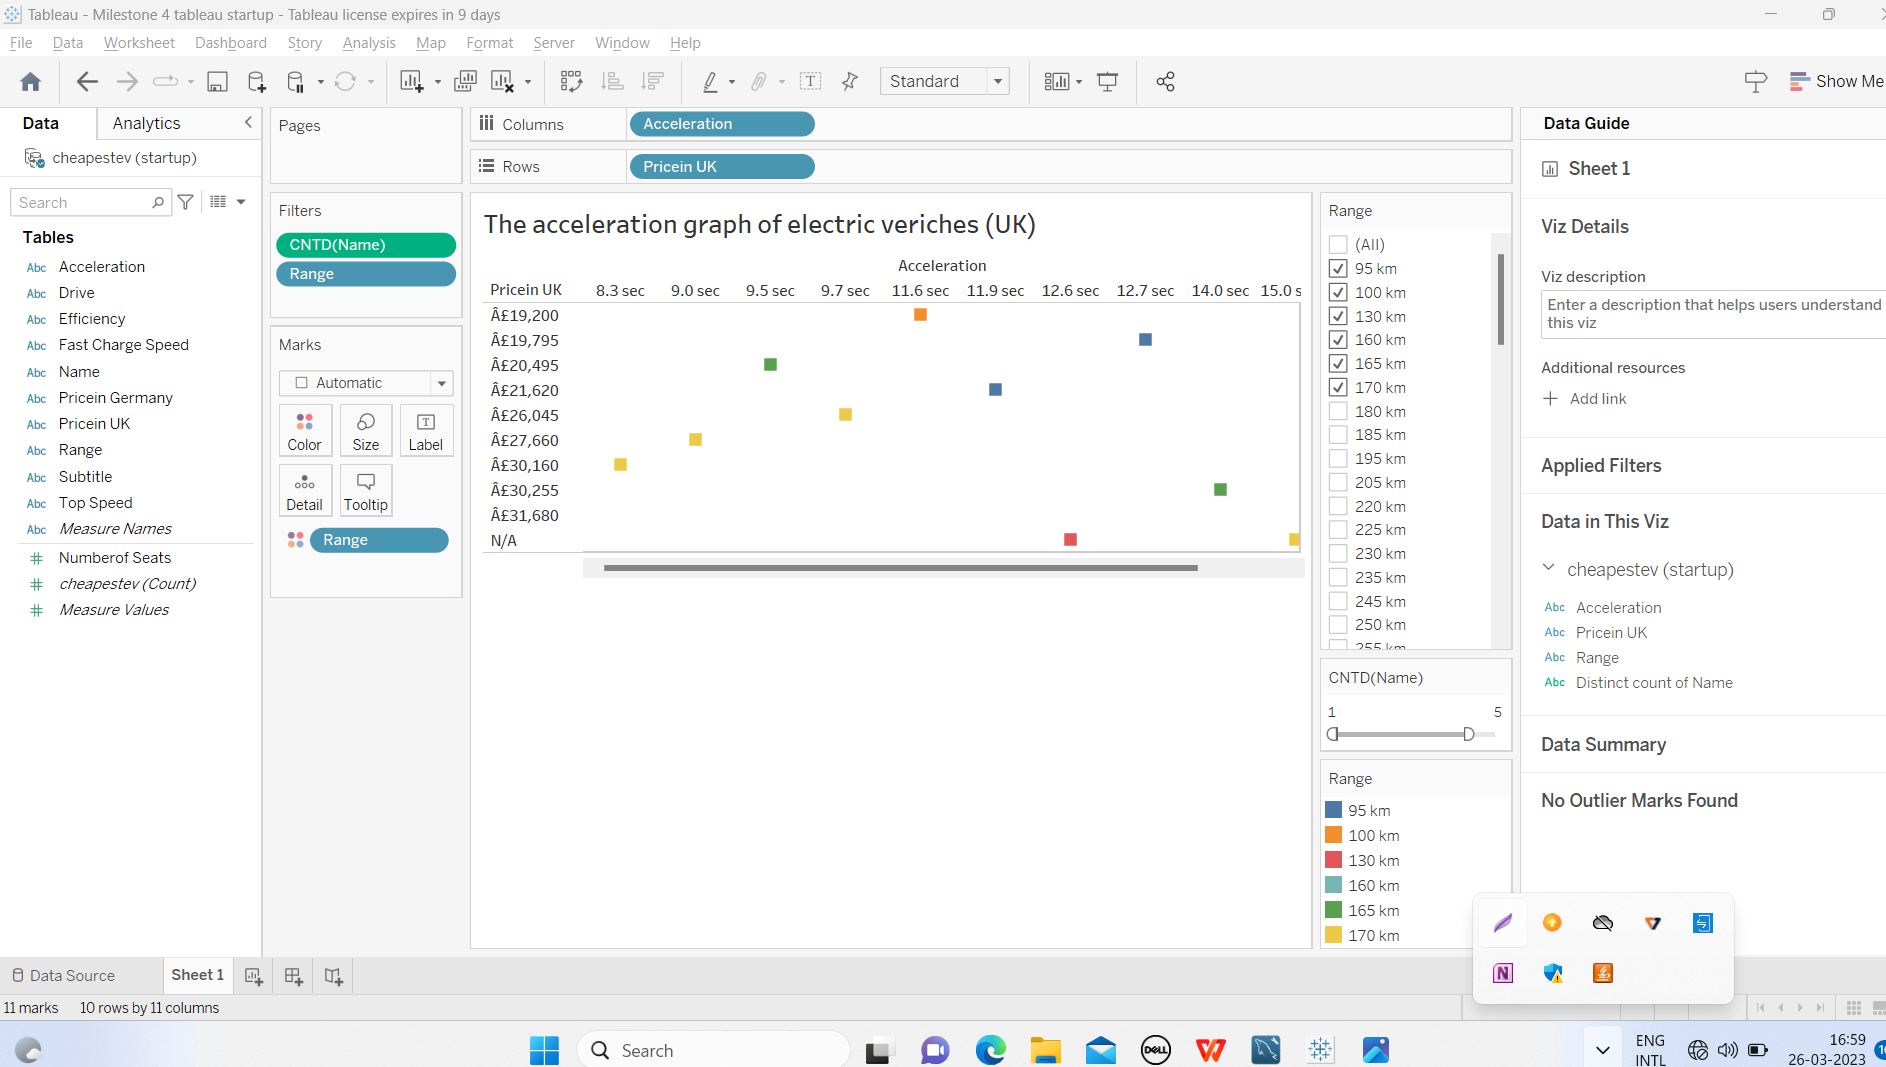 Tableau - Milestone 4 tableau startup - Tableau license expires in 9 days
File Data Worksheet Dashboard Story Analysis Map Format Server Window Help
Standard
Show Me
Data Analytics
cheapestev (startup)
Search
Tables
Abc Acceleration
Abc Drive
Abc Efficiency
Abc Fast Charge Speed
Abc Name
Abc Pricein Germany
Abc Pricein UK
Abc Range
Abc Subtitle
Abc Top Speed
Abc Measure Names
# Numberof Seats
# cheapestev (Count)
# Measure Values
Pages
Filters
CNTD(Name)
Range
Marks
Automatic
Color Size Label
Detail Tooltip
Range
Columns Acceleration
Rows Pricein UK
The acceleration graph of electric veriches (UK)
Acceleration
Pricein UK 8.3 sec 9.0 sec 9.5 sec 9.7 sec 11.6 sec 11.9 sec 12.6 sec 12.7 sec 14.0 sec 15.0 s
Â£19,200
Â£19,795
Â£20,495
Â£21,620
Â£26,045
Â£27,660
Â£30,160
Â£30,255
Â£31,680
N/A
Range
(All)
95 km
100 km
130 km
160 km
165 km
170 km
180 km
185 km
195 km
205 km
220 km
225 km
230 km
235 km
245 km
250 km
255 km
CNTD(Name)
1 5
Range
95 km
100 km
130 km
160 km
165 km
170 km
Data Guide
Sheet 1
Viz Details
Viz description
Enter a description that helps users understand
this viz
Additional resources
Add link
Applied Filters
Data in This Viz
cheapestev (startup)
Abc Acceleration
Abc Pricein UK
Abc Range
Abc Distinct count of Name
Data Summary
No Outlier Marks Found
Data Source Sheet 1
11 marks 10 rows by 11 columns
Search
DELL
ENG
INTL
16:59
26-03-2023